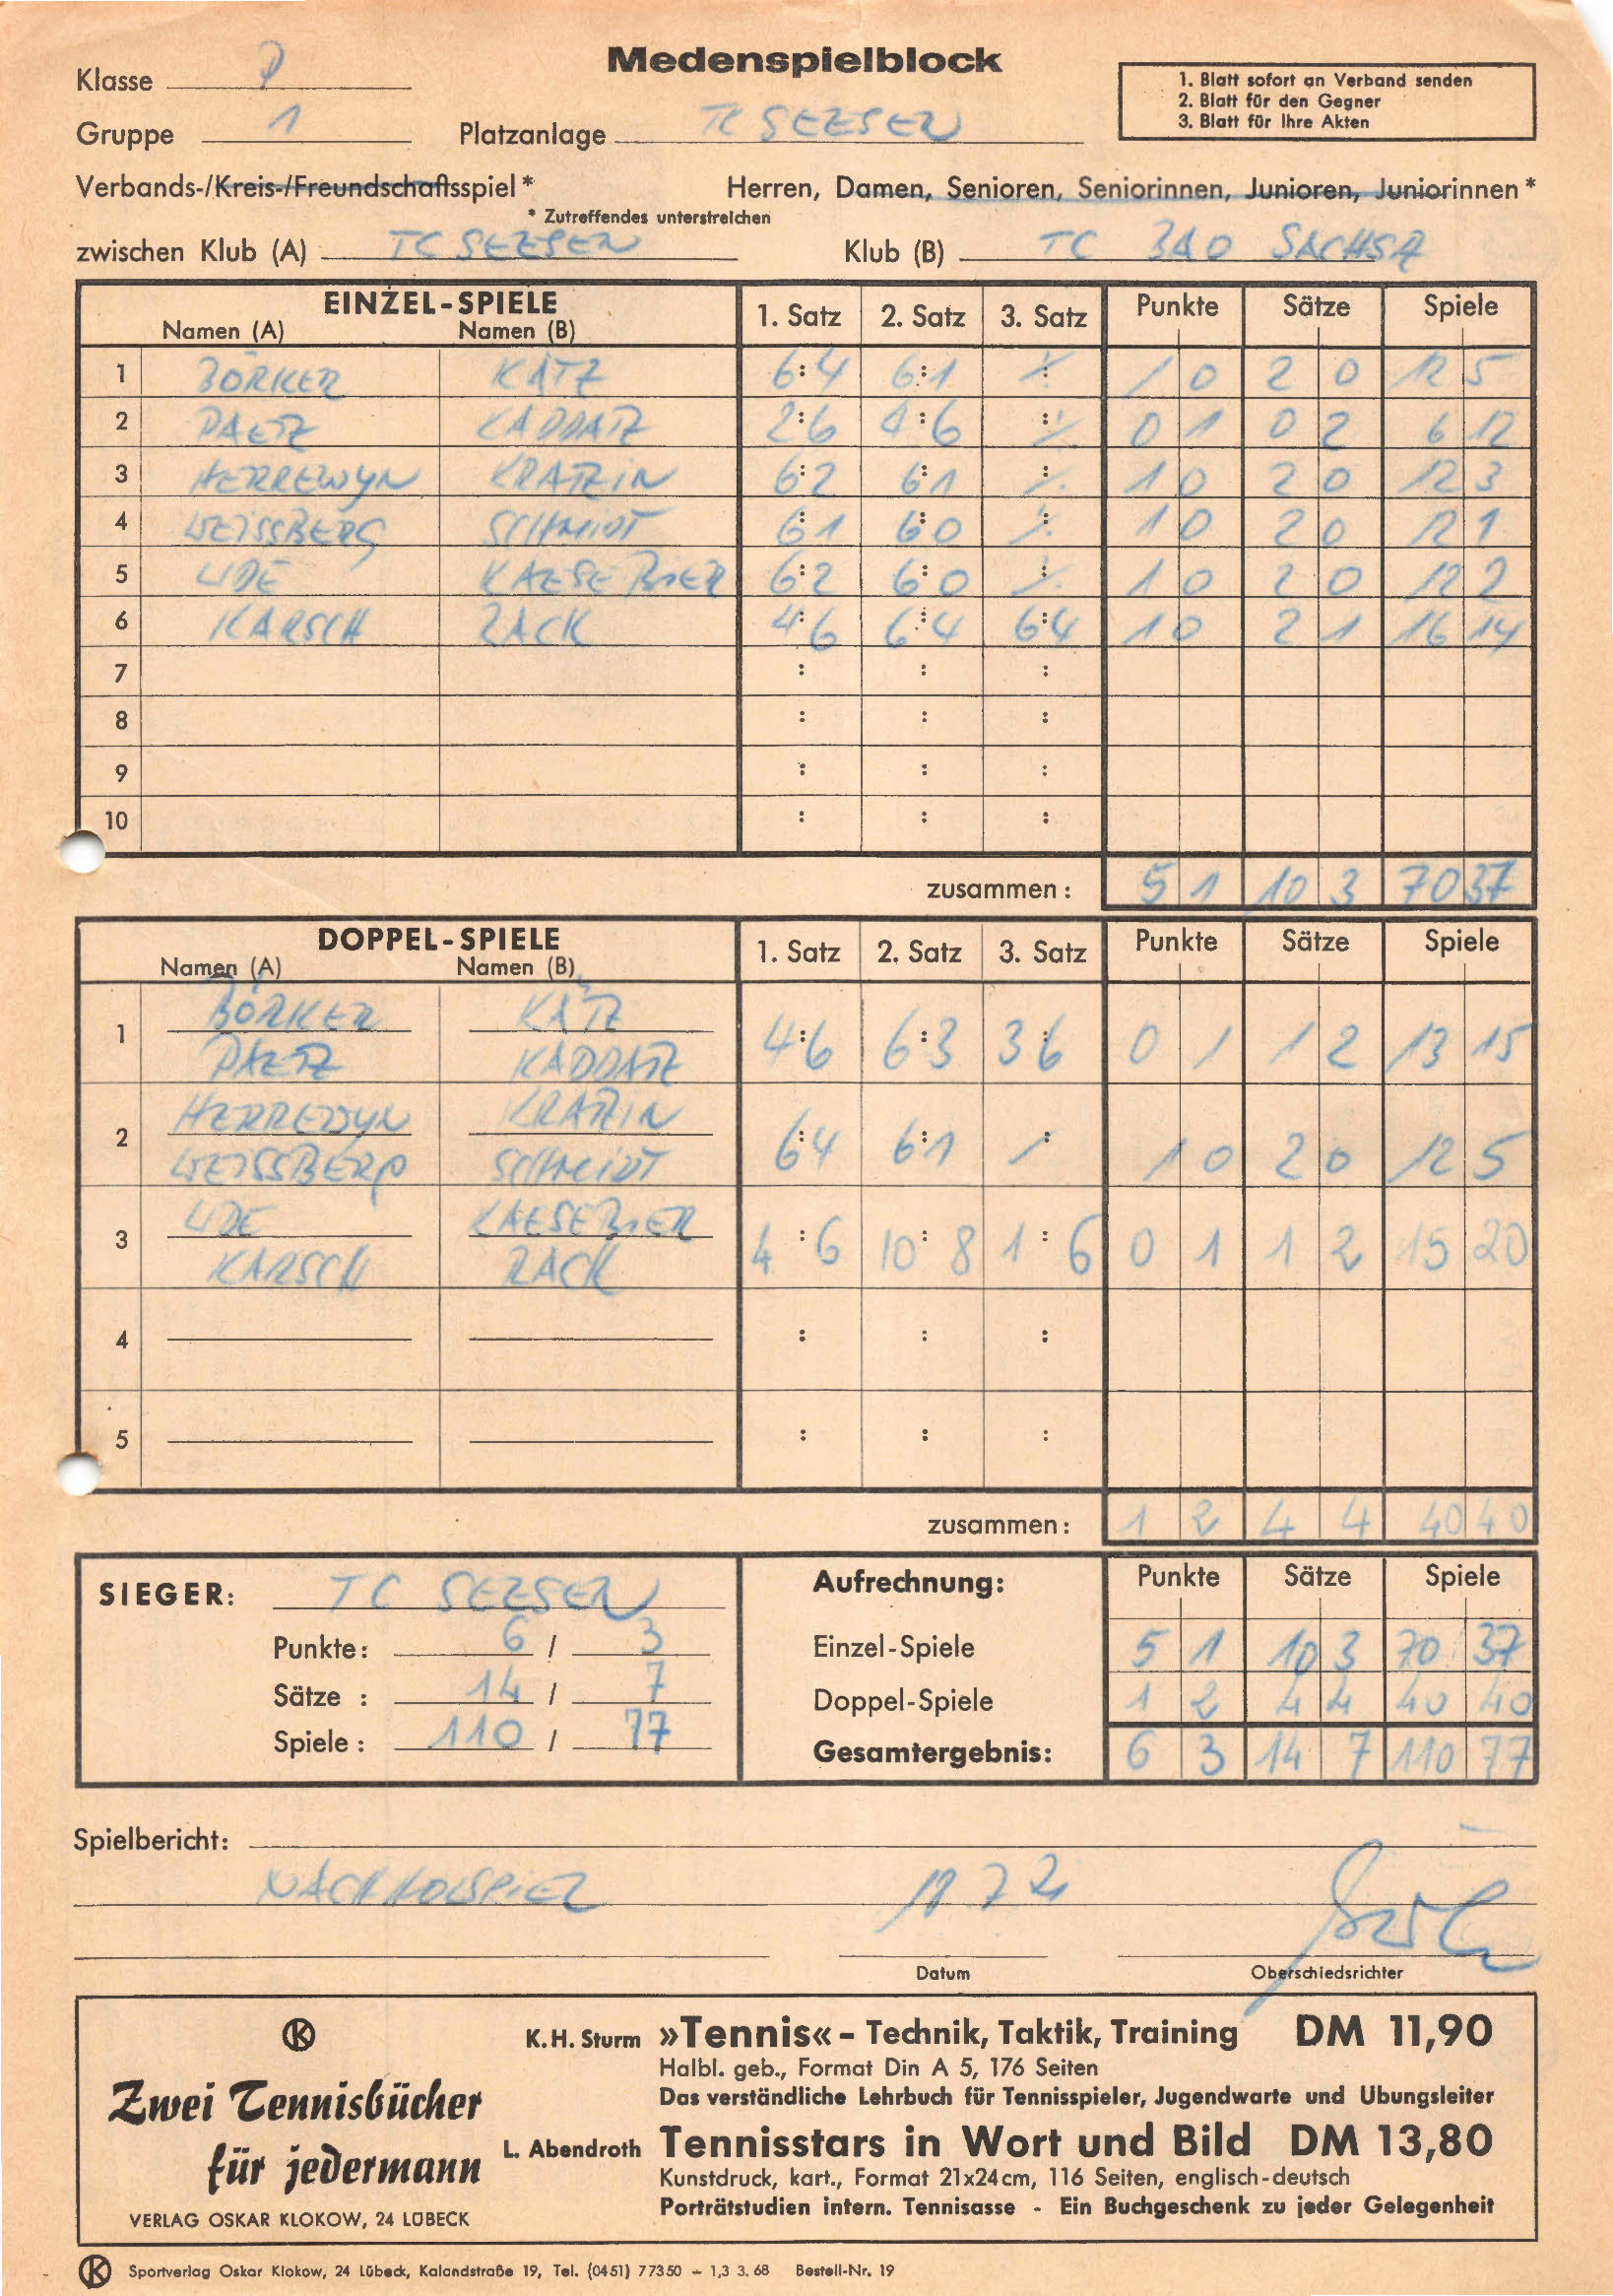 Medenspielblock
Klasse
Gruppe 1
Platzanlage TC SEESEN
1. Blatt sofort an Verband senden
2. Blatt für den Gegner
3. Blatt für Ihre Akten
Verbands-/Kreis-/Freundschaftsspiel* Herren, Damen, Senioren, Seniorinnen, Junioren, Juniorinnen*
* Zutreffendes unterstreichen
zwischen Klub (A) TC SEESEN Klub (B) TC BAD SACHSA
EINZEL-SPIELE 1. Satz 2. Satz 3. Satz Punkte Sätze Spiele
Namen (A) Namen (B)
1 BÖRKER KATZ 6:4 6:1 : 1 0 2 0 12 5
2 PAETZ KADDATZ 2:6 4:6 : 0 1 0 2 6 12
3 HERREWYN KRATZIN 6:2 6:1 : 1 0 2 0 12 3
4 WEISSBERG SCHMIDT 6:1 6:0 : 1 0 2 0 12 1
5 UDE KAESEBIER 6:2 6:0 : 1 0 2 0 12 2
6 KARSCH ZACK 4:6 6:4 6:4 1 0 2 1 16 14
7 : : :
8 : : :
9 : : :
10 : : :
zusammen: 5 1 10 3 70 37
DOPPEL-SPIELE 1. Satz 2. Satz 3. Satz Punkte Sätze Spiele
Namen (A) Namen (B)
BÖRKER KATZ
1 4:6 6:3 3:6 0 1 1 2 13 15
PAETZ KADDATZ
HERREWYN KRATZIN
2 6:4 6:1 : 1 0 2 0 12 5
WEISSBERG SCHMIDT
UDE KAESEBIER
3 4:6 10:8 1:6 0 1 1 2 15 20
KARSCH ZACK
4 : : :
5 : : :
zusammen: 1 2 4 4 40 40
SIEGER: TC SEESEN
Punkte: 6 / 3
Sätze : 14 / 7
Spiele : 110 / 77
Aufrechnung: Punkte Sätze Spiele
Einzel-Spiele 5 1 10 3 70 37
Doppel-Spiele 1 2 4 4 40 40
Gesamtergebnis: 6 3 14 7 110 77
Spielbericht:
NACHHOLSPIEL
Datum Oberschiedsrichter
K
Zwei Tennisbücher
für jedermann
VERLAG OSKAR KLOKOW, 24 LÜBECK
K. H. Sturm »Tennis« – Technik, Taktik, Training DM 11,90
Halbl. geb., Format Din A 5, 176 Seiten
Das verständliche Lehrbuch für Tennisspieler, Jugendwarte und Übungsleiter
L. Abendroth Tennisstars in Wort und Bild DM 13,80
Kunstdruck, kart., Format 21x24cm, 116 Seiten, englisch-deutsch
Porträtstudien intern. Tennisasse - Ein Buchgeschenk zu jeder Gelegenheit
K Sportverlag Oskar Klokow, 24 Lübeck, Kalandstraße 19, Tel. (0451) 77350 – 1,3 3. 68 Bestell-Nr. 19